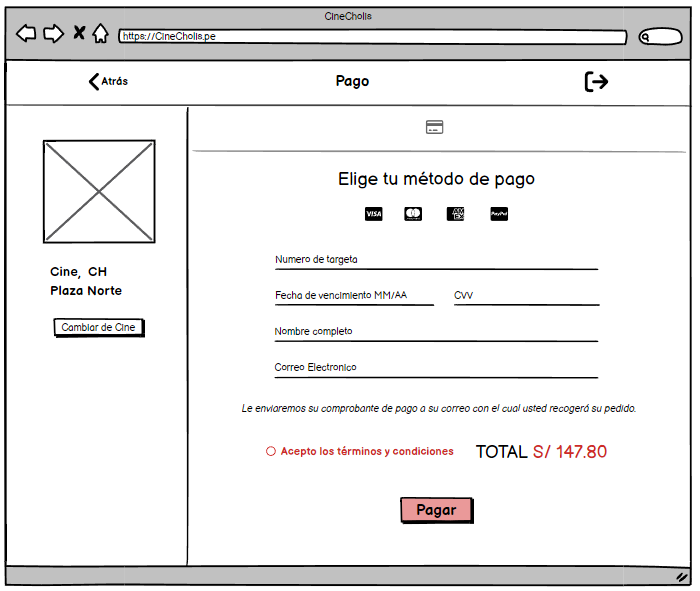 CineCholis
https://CineCholis.pe
Atrás
Pago
Elige tu método de pago
VISA
AM EX
PayPal
Numero de targeta
Cine, CH
Plaza Norte
Fecha de vencimiento MM/AA
CVV
Cambiar de Cine
Nombre completo
Correo Electronico
Le enviaremos su comprobante de pago a su correo con el cual usted recogerá su pedido.
Acepto los términos y condiciones
TOTAL S/ 147.80
Pagar